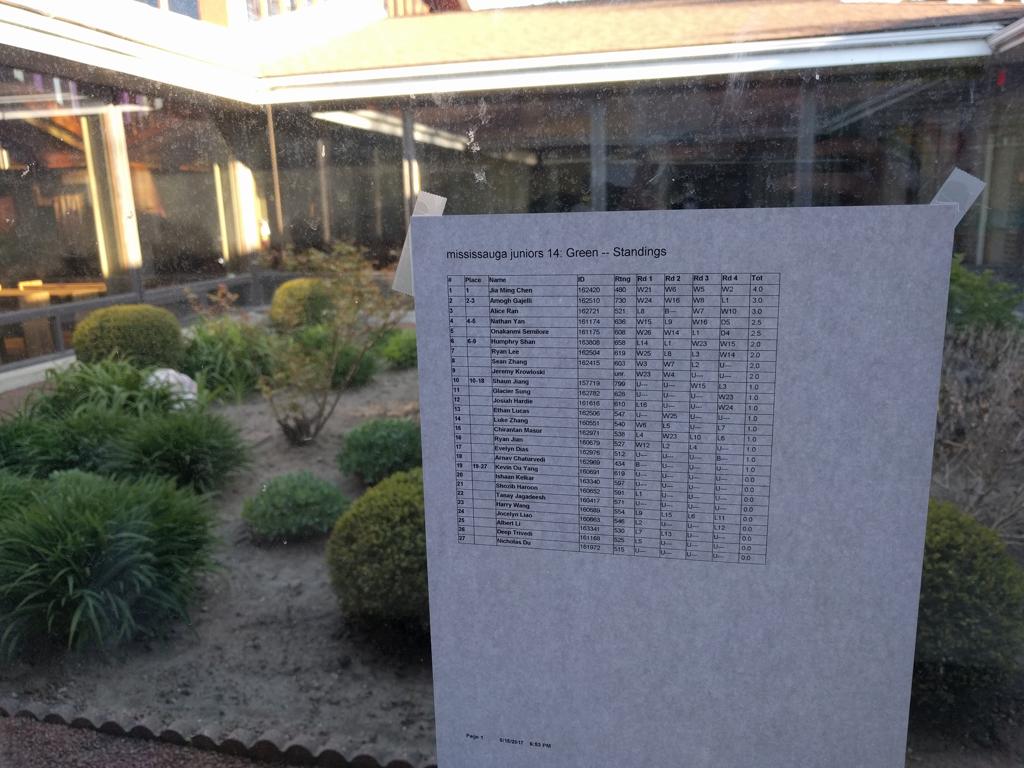 mississauga juniors 14: Green -- Standings
# Place Name ID Rtng Rd 1 Rd 2 Rd 3 Rd 4 Tot
1 1 Jia Ming Chen 162420 480 W21 W6 W5 W2 4.0
2 2-3 Amogh Gajelli 162510 730 W24 W16 W8 L1 3.0
3 Alice Ran 162721 521 L8 B--- W7 W10 3.0
4 4-5 Nathan Yan 161174 636 W15 L9 W16 D5 2.5
5 Onakanmi Semilore 161175 608 W26 W14 L1 D4 2.5
6 6-9 Humphry Shan 163808 658 L14 L1 W23 W15 2.0
7 Ryan Lee 162504 619 W25 L8 L3 W14 2.0
8 Sean Zhang 162415 603 W3 W7 L2 U--- 2.0
9 Jeremy Krowloski unr. W23 W4 U--- U--- 2.0
10 10-18 Shaun Jiang 157719 799 U--- U--- W15 L3 1.0
11 Glacier Sung 162782 628 U--- U--- U--- W23 1.0
12 Josiah Hardie 161616 610 L16 U--- U--- W24 1.0
13 Ethan Lucas 162506 547 U--- W25 U--- U--- 1.0
14 Luke Zhang 160551 540 W6 L5 U--- L7 1.0
15 Chirantan Masur 162971 538 L4 W23 L10 L6 1.0
16 Ryan Jian 160679 527 W12 L2 L4 U--- 1.0
17 Evelyn Dias 162976 512 U--- U--- U--- U--- 1.0
18 Arnav Chaturvedi 162969 434 B--- U--- B--- U--- 1.0
19 19-27 Kevin Ou Yang 160691 619 U--- U--- U--- U--- 0.0
20 Ishaan Kelkar 163340 597 U--- U--- U--- U--- 0.0
21 Shozib Haroon 160652 591 L1 U--- U--- U--- 0.0
22 Tanay Jagadeesh 160417 571 U--- U--- U--- U--- 0.0
23 Harry Wang 160689 554 L9 L15 L6 L11 0.0
24 Jocelyn Liao 160663 546 L2 U--- U--- L12 0.0
25 Albert Li 163341 530 L7 L13 U--- U--- 0.0
26 Deep Trivedi 161168 525 L5 U--- U--- U--- 0.0
27 Nicholas Du 161972 515 U--- U--- U--- U--- 0.0
Page 1 5/15/2017 6:53 PM